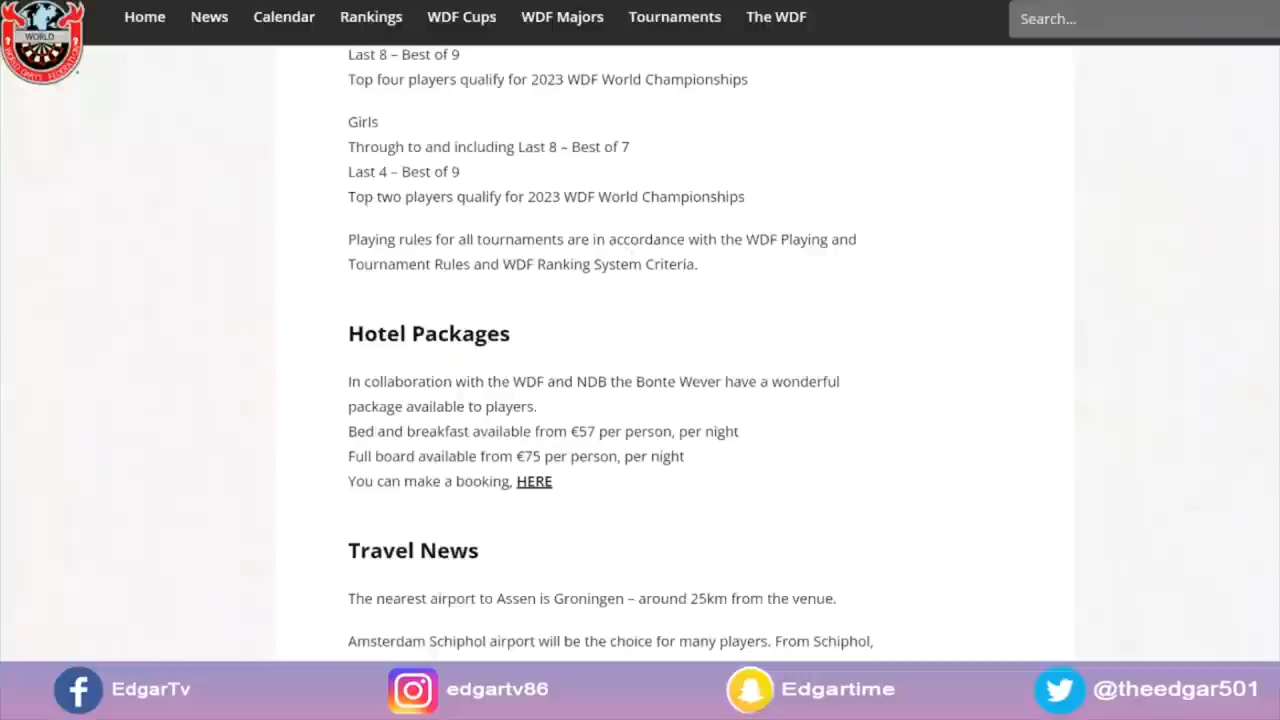 Home News Calendar Rankings WDF Cups WDF Majors Tournaments The WDF Search...
WORLD
WORLD DARTS FEDERATION
Last 8 – Best of 9
Top four players qualify for 2023 WDF World Championships
Girls
Through to and including Last 8 – Best of 7
Last 4 – Best of 9
Top two players qualify for 2023 WDF World Championships
Playing rules for all tournaments are in accordance with the WDF Playing and
Tournament Rules and WDF Ranking System Criteria.
Hotel Packages
In collaboration with the WDF and NDB the Bonte Wever have a wonderful
package available to players.
Bed and breakfast available from €57 per person, per night
Full board available from €75 per person, per night
You can make a booking, HERE
Travel News
The nearest airport to Assen is Groningen – around 25km from the venue.
Amsterdam Schiphol airport will be the choice for many players. From Schiphol,
EdgarTv edgartv86 Edgartime @theedgar501